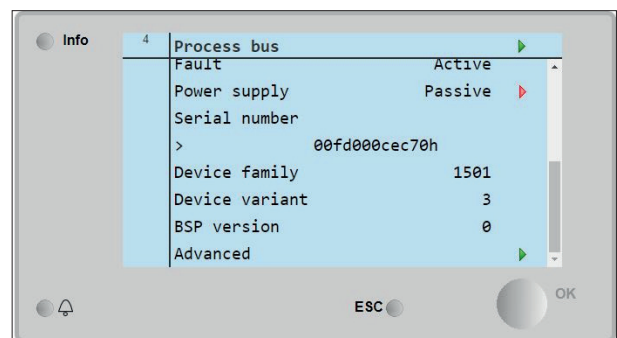 Info
4 Process bus
Fault Active
Power supply Passive
Serial number
> 00fd000cec70h
Device family 1501
Device variant 3
BSP version 0
Advanced
ESC
OK